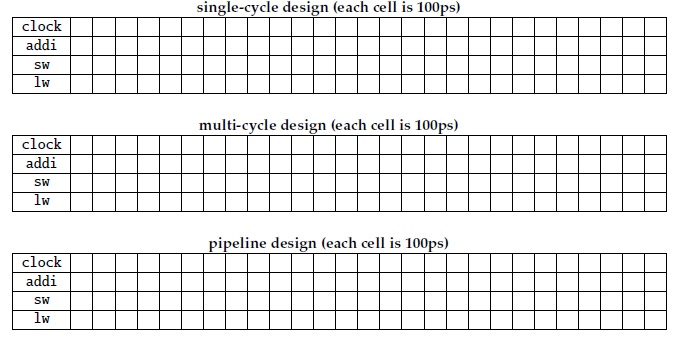 single-cycle design (each cell is 100ps)
clock
addi
sw
lw
multi-cycle design (each cell is 100ps)
clock
addi
sw
lw
pipeline design (each cell is 100ps)
clock
addi
sw
lw